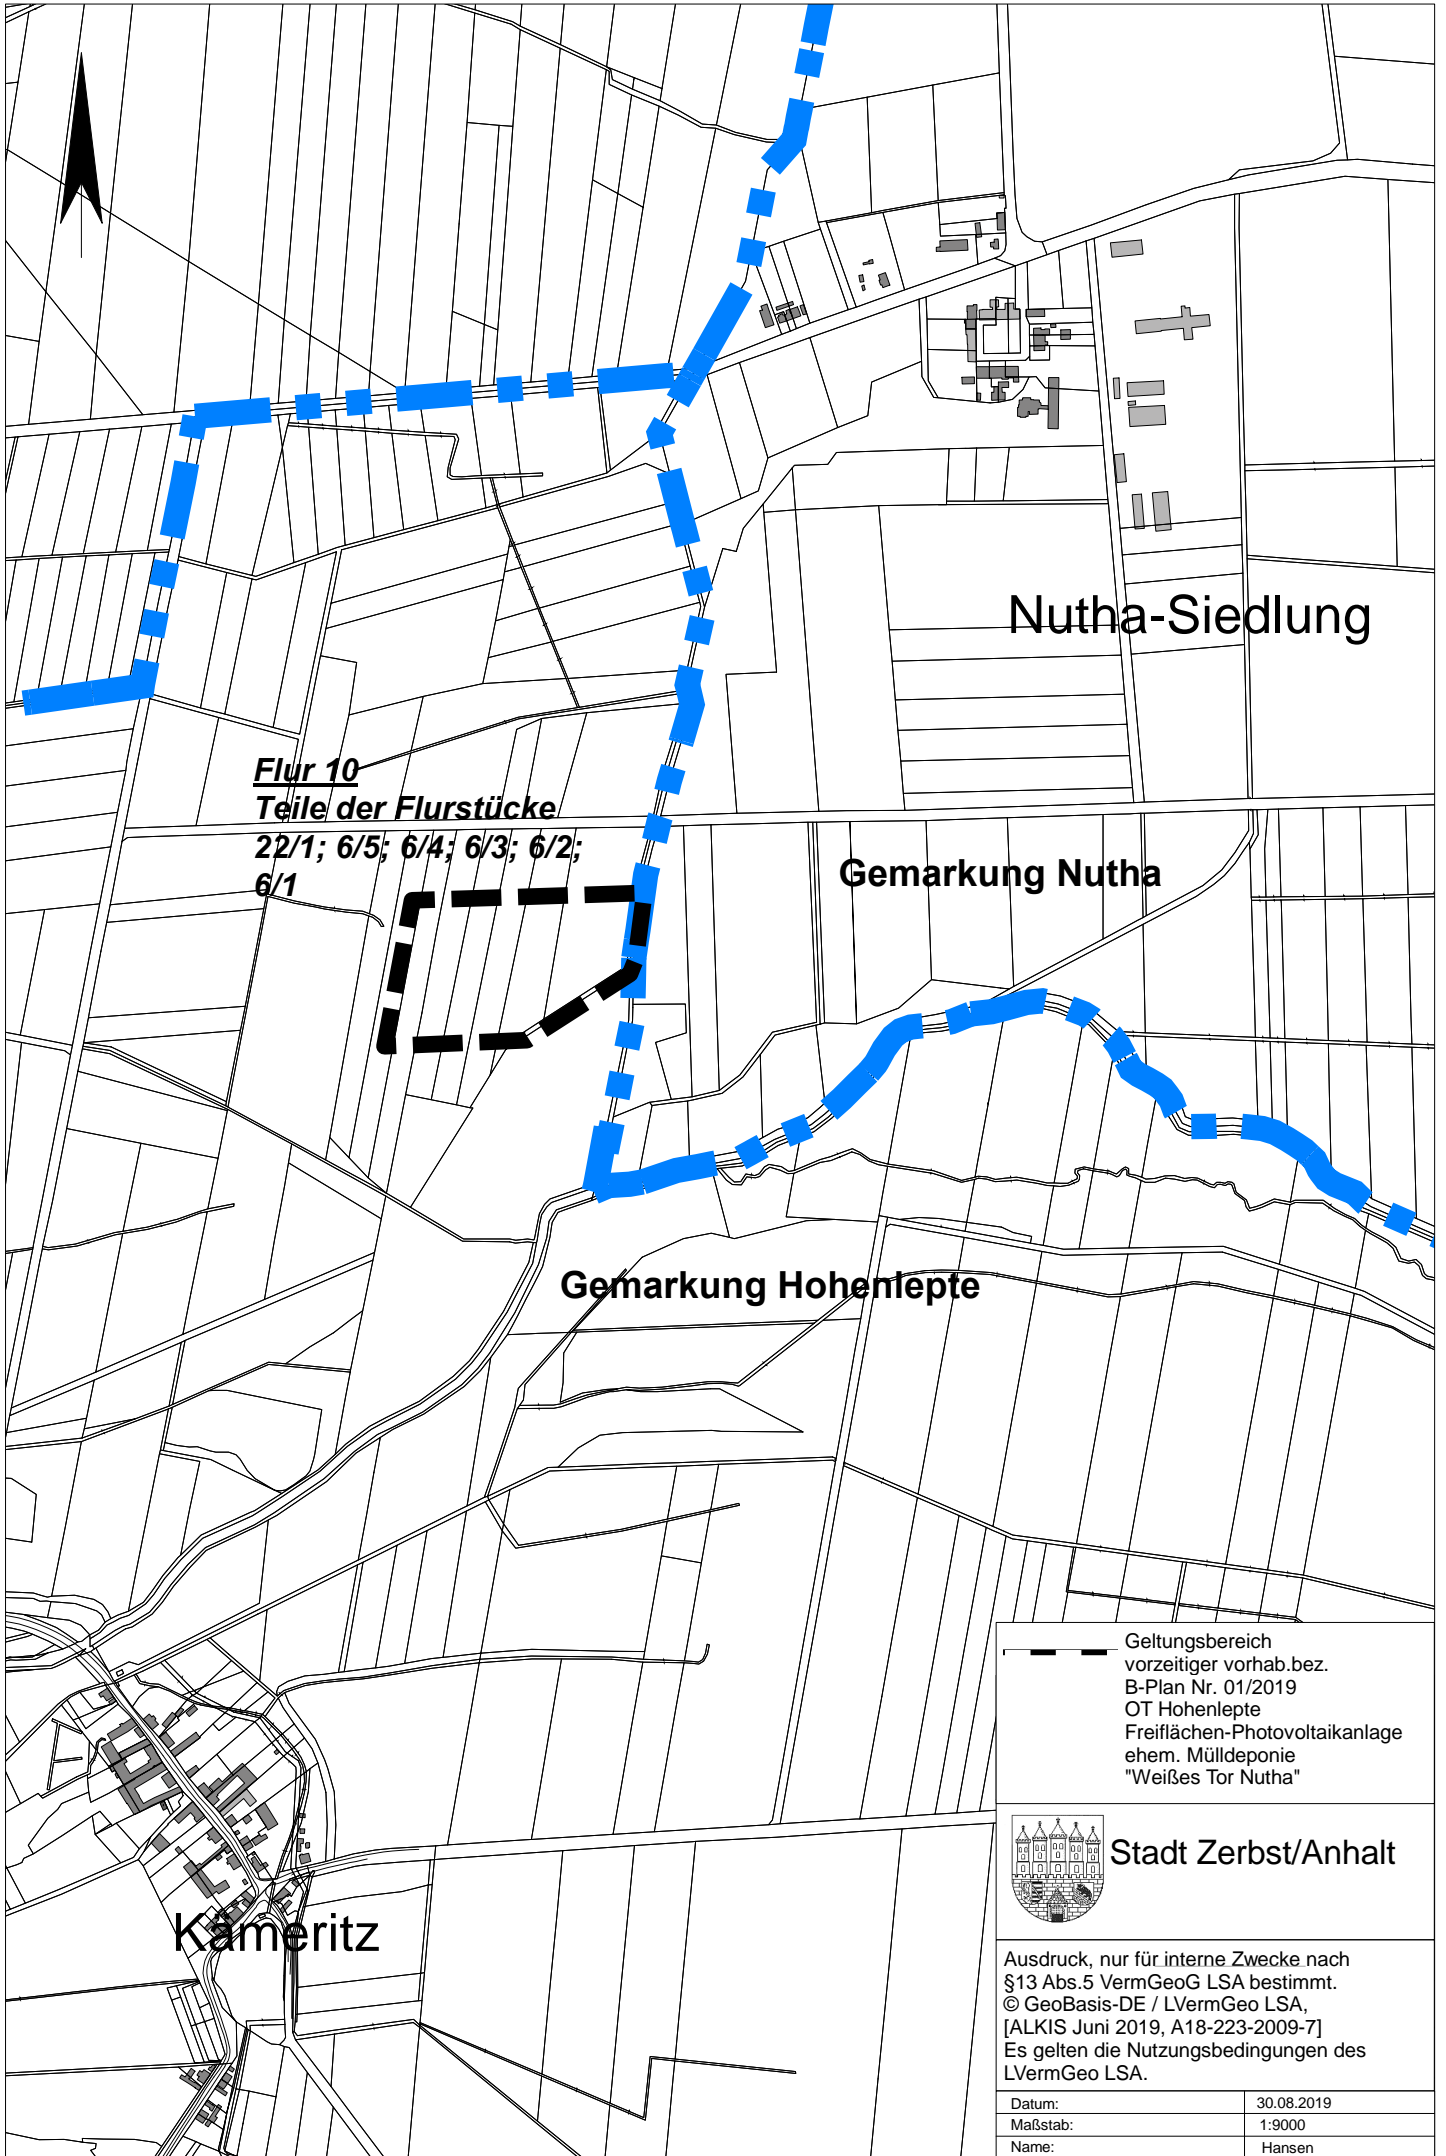 Nutha-Siedlung
Flur 10
Teile der Flurstücke
22/1; 6/5; 6/4; 6/3; 6/2;
6/1
Gemarkung Nutha
Gemarkung Hohenlepte
Kämeritz
Geltungsbereich
vorzeitiger vorhab.bez.
B-Plan Nr. 01/2019
OT Hohenlepte
Freiflächen-Photovoltaikanlage
ehem. Mülldeponie
"Weißes Tor Nutha"
Stadt Zerbst/Anhalt
Ausdruck, nur für interne Zwecke nach
§13 Abs.5 VermGeoG LSA bestimmt.
© GeoBasis-DE / LVermGeo LSA,
[ALKIS Juni 2019, A18-223-2009-7]
Es gelten die Nutzungsbedingungen des
LVermGeo LSA.
Datum: 30.08.2019
Maßstab: 1:9000
Name: Hansen